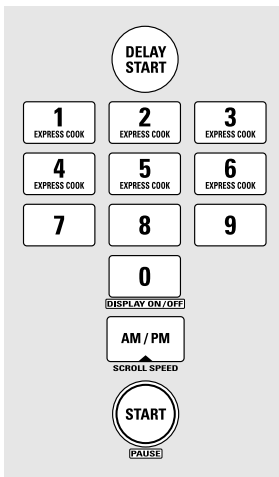 DELAY
START
1 2 3
EXPRESS COOK EXPRESS COOK EXPRESS COOK
4 5 6
EXPRESS COOK EXPRESS COOK EXPRESS COOK
7 8 9
0
DISPLAY ON/OFF
AM / PM
SCROLL SPEED
START
PAUSE